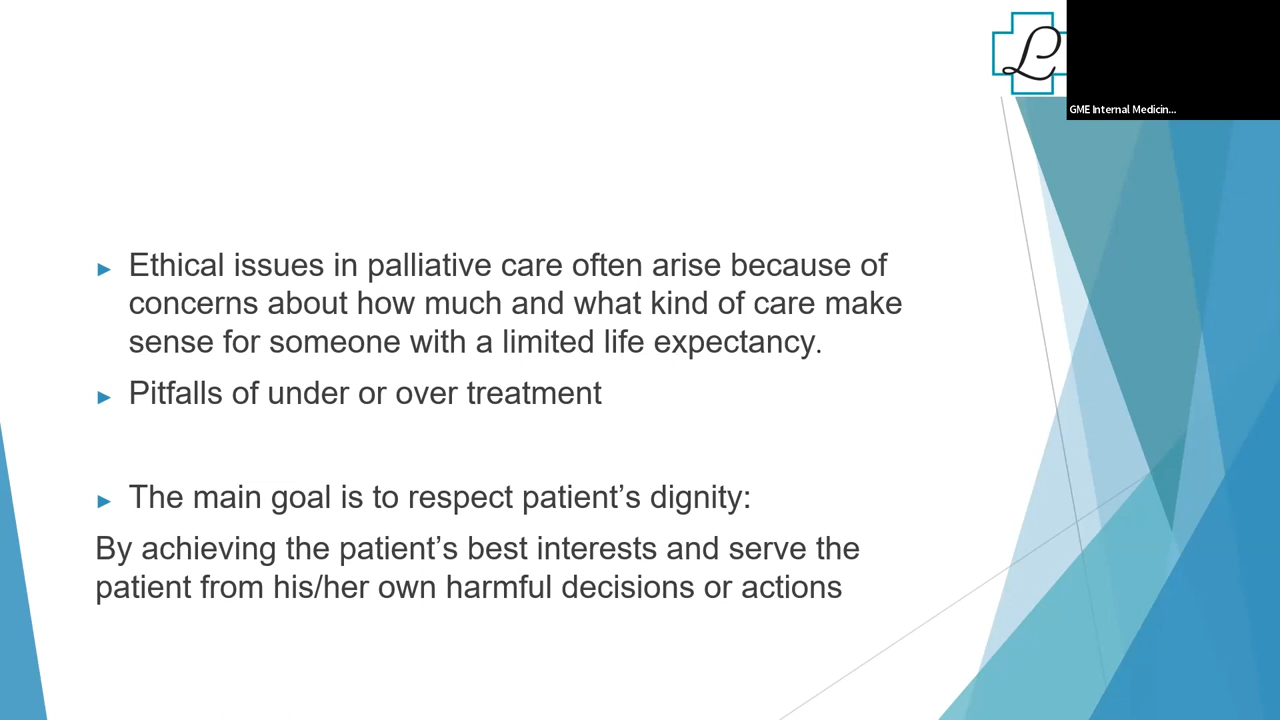 L
GME Internal Medicin...
► Ethical issues in palliative care often arise because of
concerns about how much and what kind of care make
sense for someone with a limited life expectancy.
► Pitfalls of under or over treatment
► The main goal is to respect patient’s dignity:
By achieving the patient’s best interests and serve the
patient from his/her own harmful decisions or actions